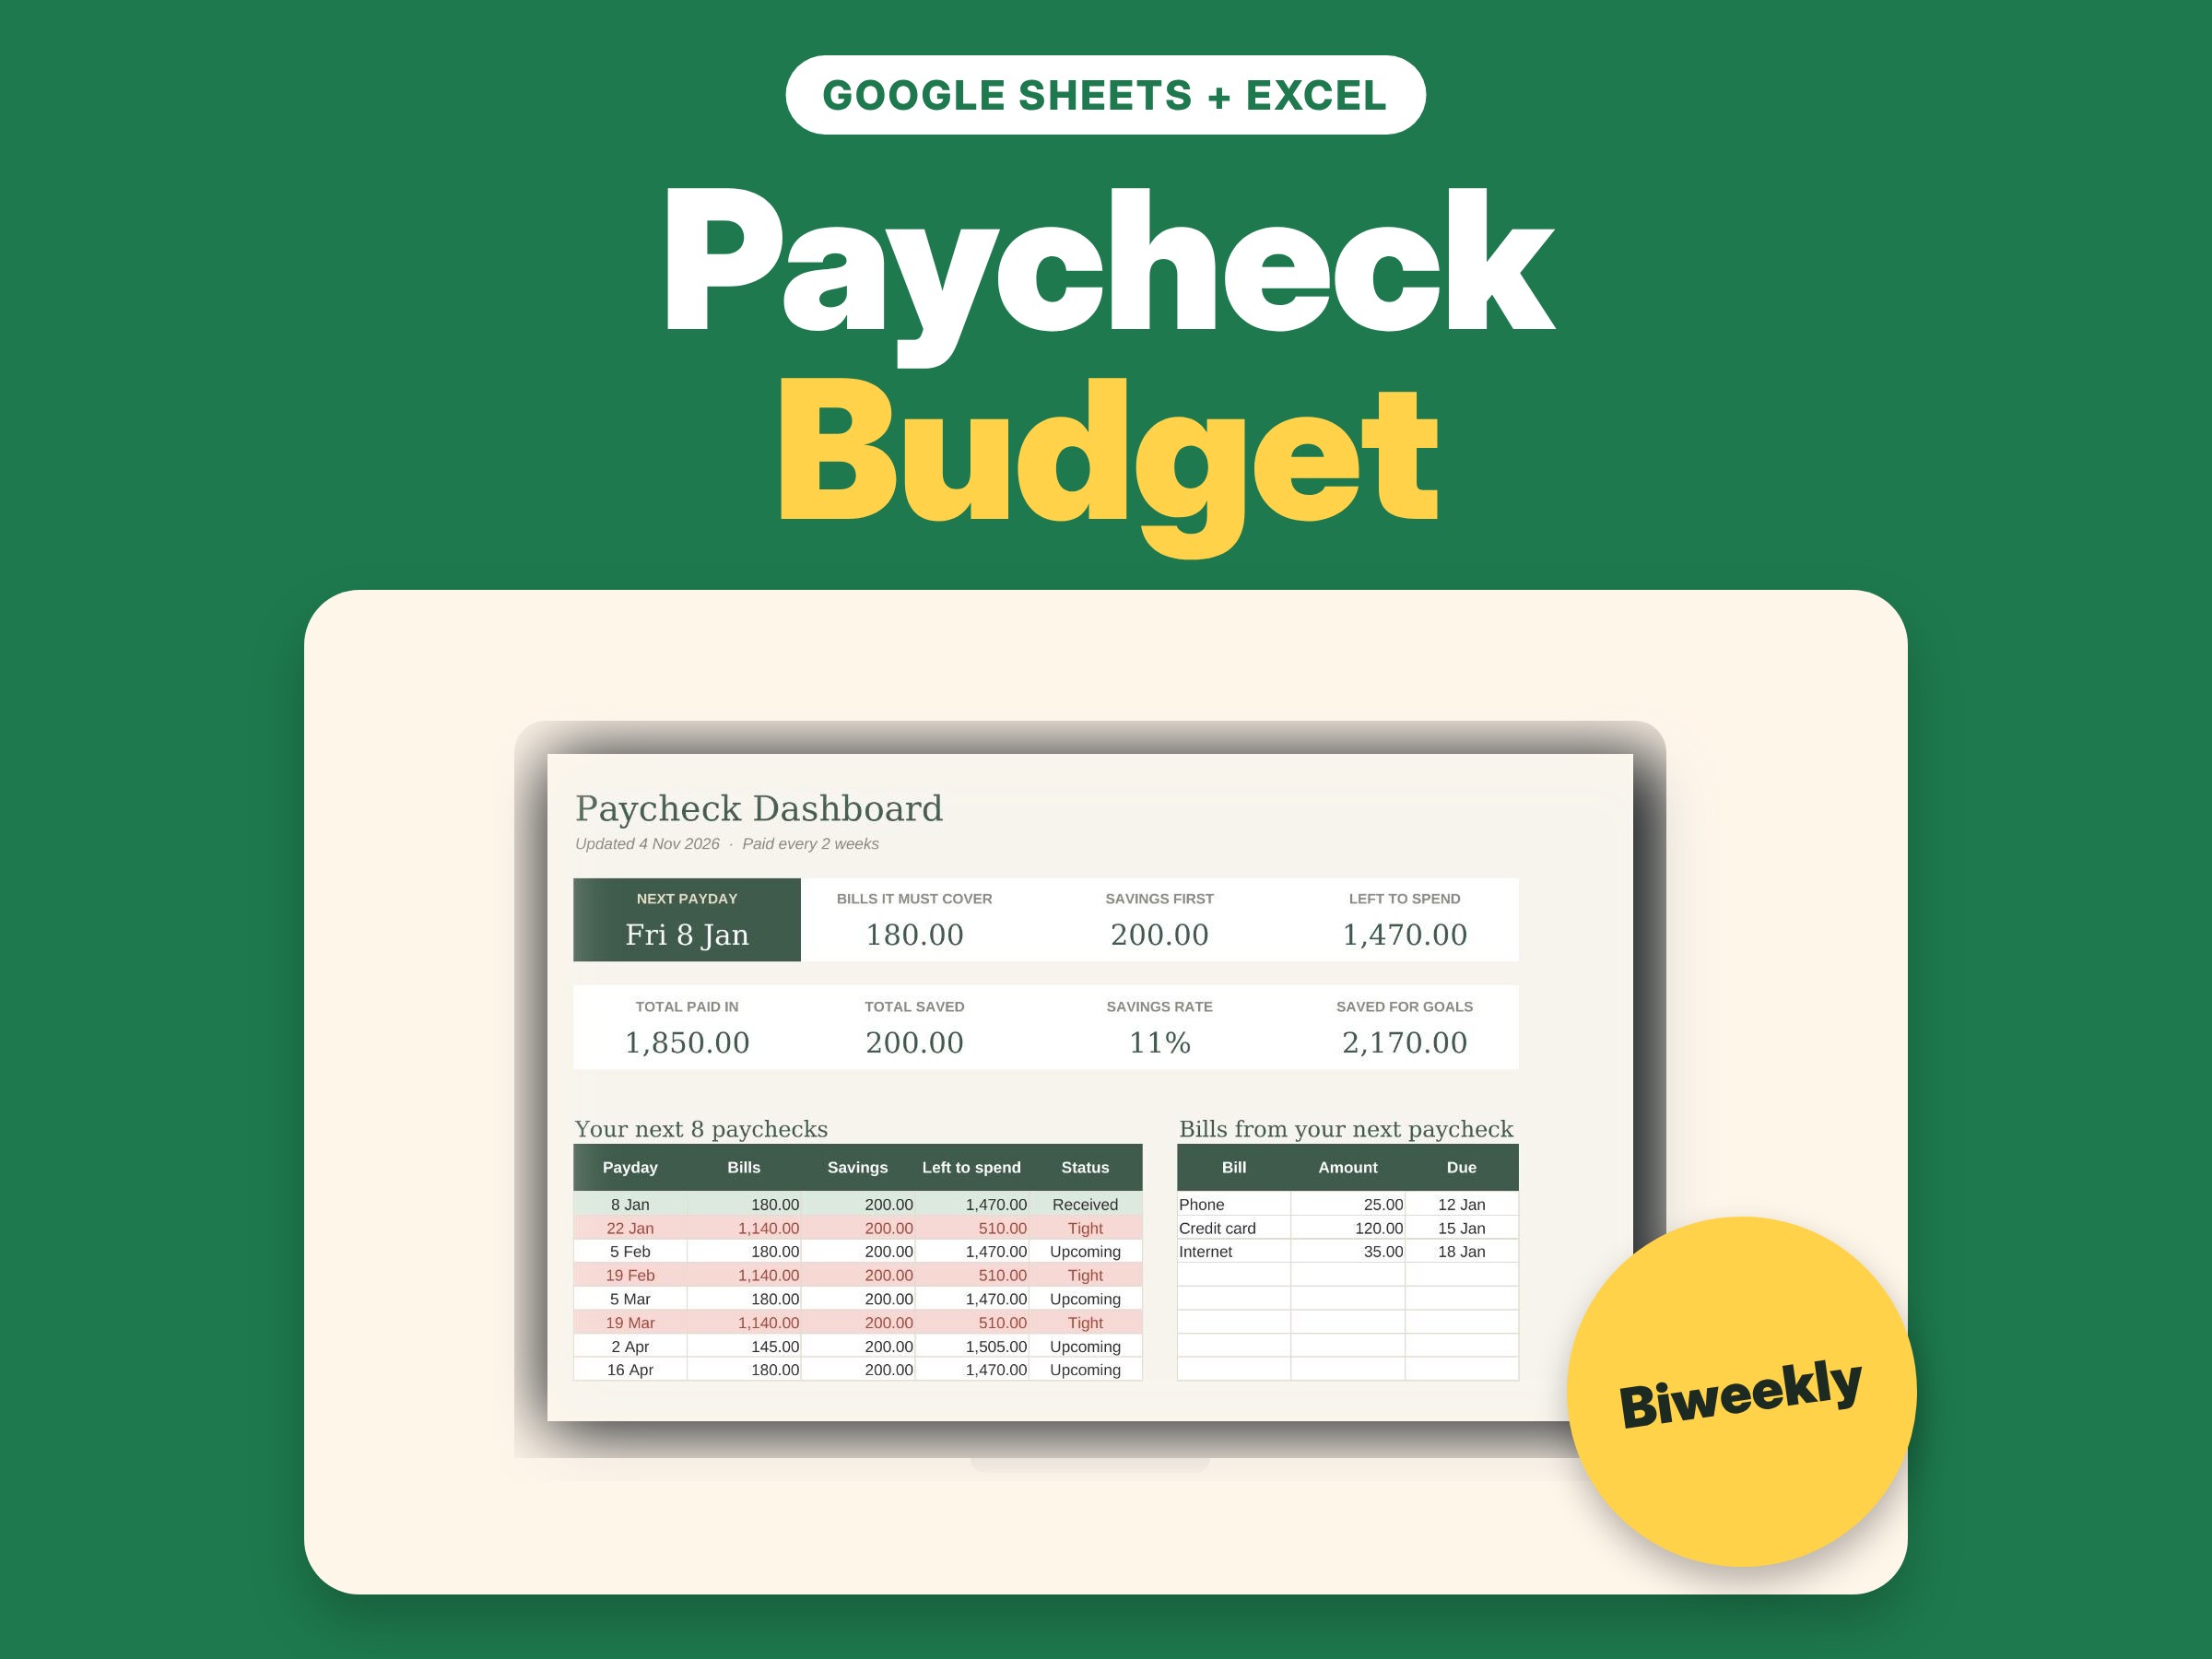 GOOGLE SHEETS + EXCEL
Paycheck
Budget
Paycheck Dashboard
Updated 4 Nov 2026 · Paid every 2 weeks
NEXT PAYDAY BILLS IT MUST COVER SAVINGS FIRST LEFT TO SPEND
Fri 8 Jan 180.00 200.00 1,470.00
TOTAL PAID IN TOTAL SAVED SAVINGS RATE SAVED FOR GOALS
1,850.00 200.00 11% 2,170.00
Your next 8 paychecks
Payday Bills Savings Left to spend Status
8 Jan 180.00 200.00 1,470.00 Received
22 Jan 1,140.00 200.00 510.00 Tight
5 Feb 180.00 200.00 1,470.00 Upcoming
19 Feb 1,140.00 200.00 510.00 Tight
5 Mar 180.00 200.00 1,470.00 Upcoming
19 Mar 1,140.00 200.00 510.00 Tight
2 Apr 145.00 200.00 1,505.00 Upcoming
16 Apr 180.00 200.00 1,470.00 Upcoming
Bills from your next paycheck
Bill Amount Due
Phone 25.00 12 Jan
Credit card 120.00 15 Jan
Internet 35.00 18 Jan
Biweekly